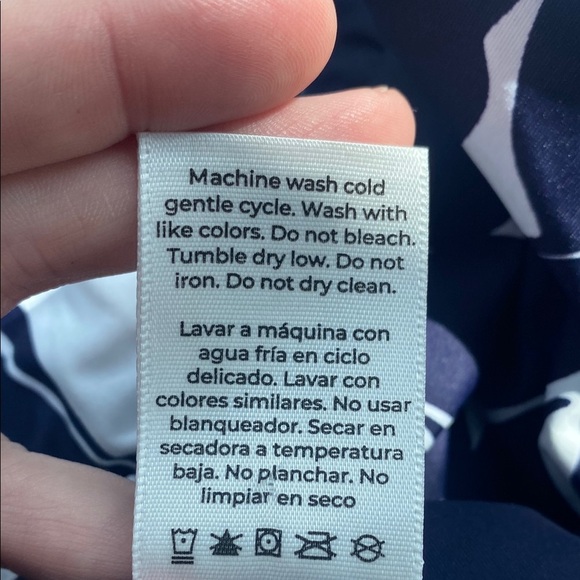 Machine wash cold
gentle cycle. Wash with
like colors. Do not bleach.
Tumble dry low. Do not
iron. Do not dry clean.
Lavar a máquina con
agua fría en ciclo
delicado. Lavar con
colores similares. No usar
blanqueador. Secar en
secadora a temperatura
baja. No planchar. No
limpiar en seco